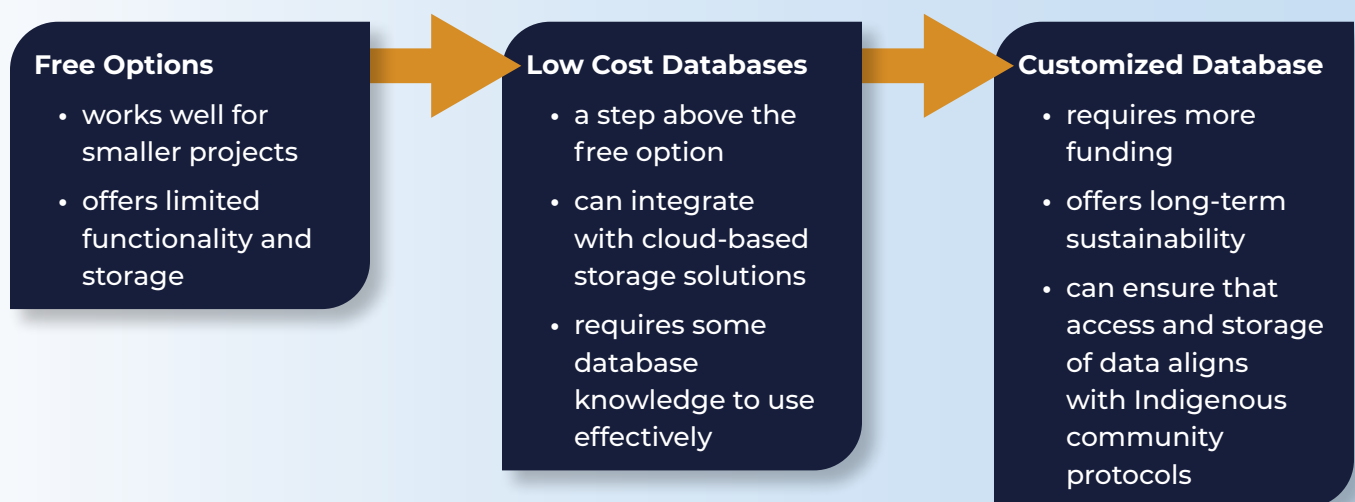 Free Options
• works well for
smaller projects
• offers limited
functionality and
storage
Low Cost Databases
• a step above the
free option
• can integrate
with cloud-based
storage solutions
• requires some
database
knowledge to use
effectively
Customized Database
• requires more
funding
• offers long-term
sustainability
• can ensure that
access and storage
of data aligns
with Indigenous
community
protocols